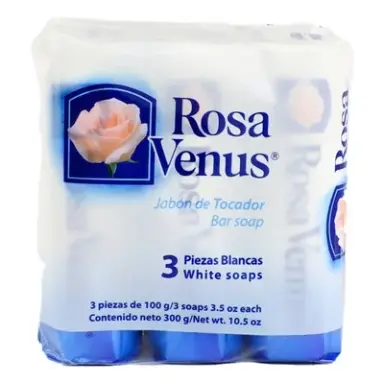 Rosa
Venus®
Jabón de Tocador
Bar soap
3 Piezas Blancas
White soaps
3 piezas de 100 g/3 soaps 3.5 oz each
Contenido neto 300 g/Net wt. 10.5 oz
Rosa Venus